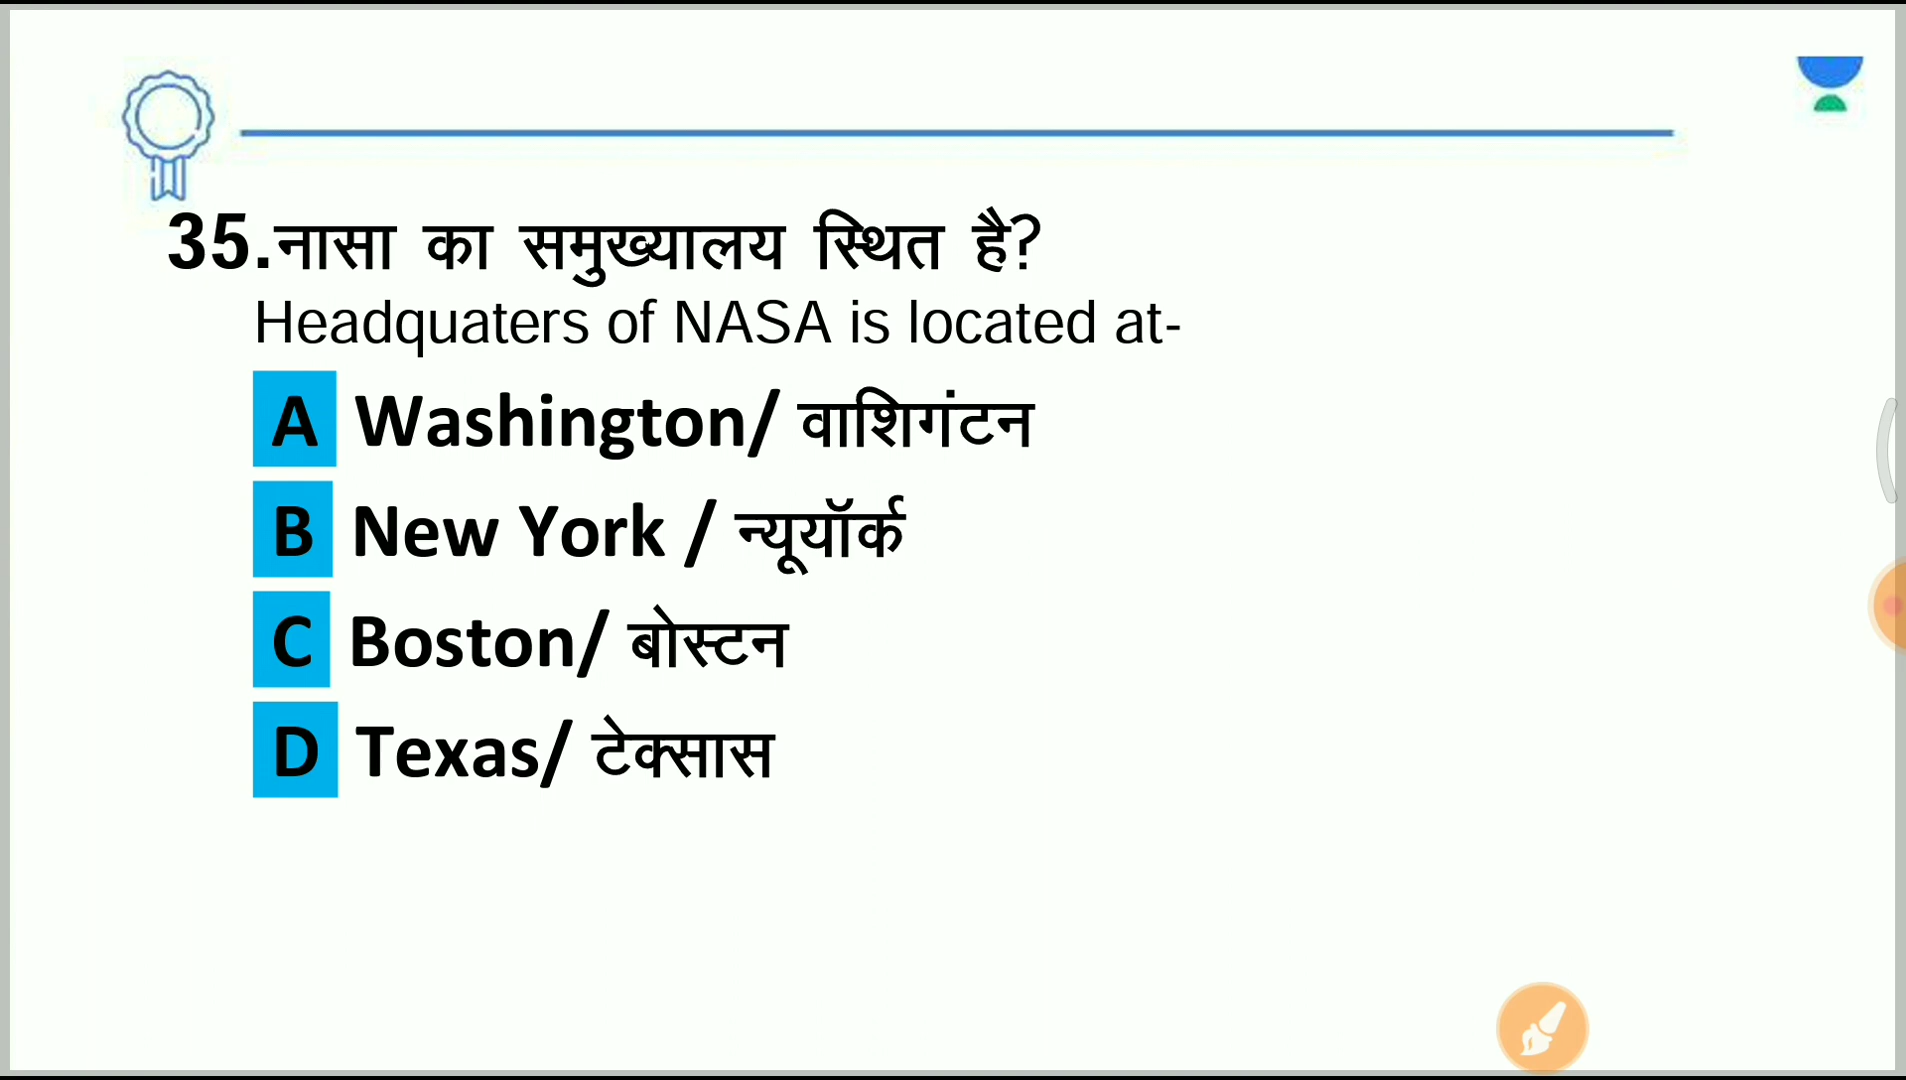 35.नासा का समुख्यालय स्थित है?
Headquaters of NASA is located at-
A Washington/ वाशिगंटन
B New York / न्यूयॉर्क
C Boston/ बोस्टन
D Texas/ टेक्सास